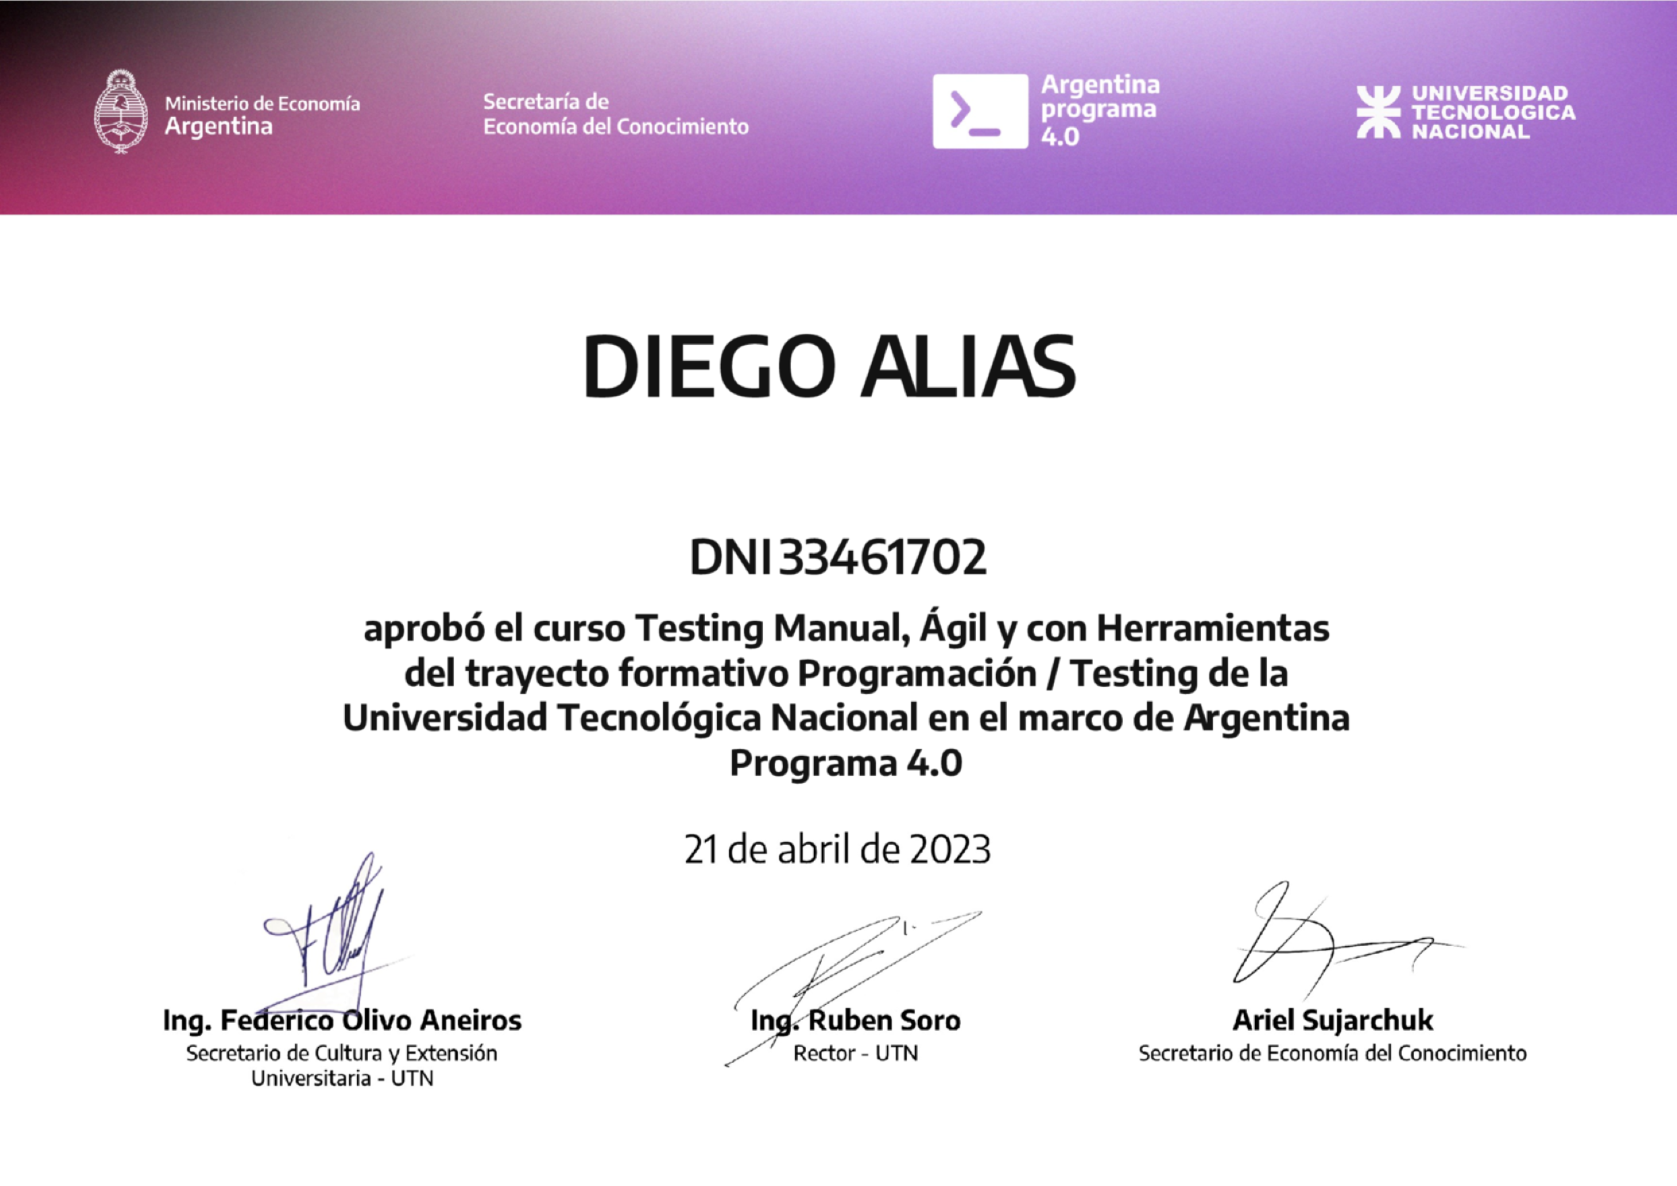 Ministerio de Economía
Argentina
Secretaría de
Economía del Conocimiento
Argentina
programa
4.0
UNIVERSIDAD
TECNOLOGICA
NACIONAL
DIEGO ALIAS
DNI 33461702
aprobó el curso Testing Manual, Ágil y con Herramientas
del trayecto formativo Programación / Testing de la
Universidad Tecnológica Nacional en el marco de Argentina
Programa 4.0
21 de abril de 2023
Ing. Federico Olivo Aneiros
Secretario de Cultura y Extensión
Universitaria - UTN
Ing. Ruben Soro
Rector - UTN
Ariel Sujarchuk
Secretario de Economía del Conocimiento